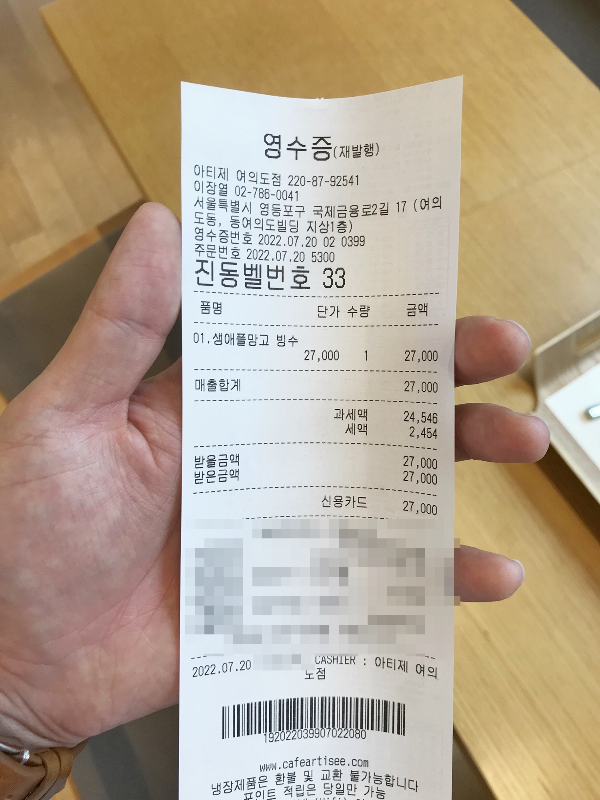 영수증(재발행)
아티제 여의도점 220-87-92541
이장열 02-786-0041
서울특별시 영등포구 국제금융로2길 17 (여의
도동, 동여의도빌딩 지상1층)
영수증번호 2022.07.20 02 0399
주문번호 2022.07.20 5300
진동벨번호 33
품명 단가 수량 금액
01.생애플망고 빙수
27,000 1 27,000
매출합계 27,000
과세액 24,546
세액 2,454
받을금액 27,000
받은금액 27,000
신용카드 27,000
2022.07.20 CASHIER : 아티제 여의
도점
192022039907022080
www.cafeartisee.com
냉장제품은 환불 및 교환 불가능합니다
포인트 적립은 당일만 가능